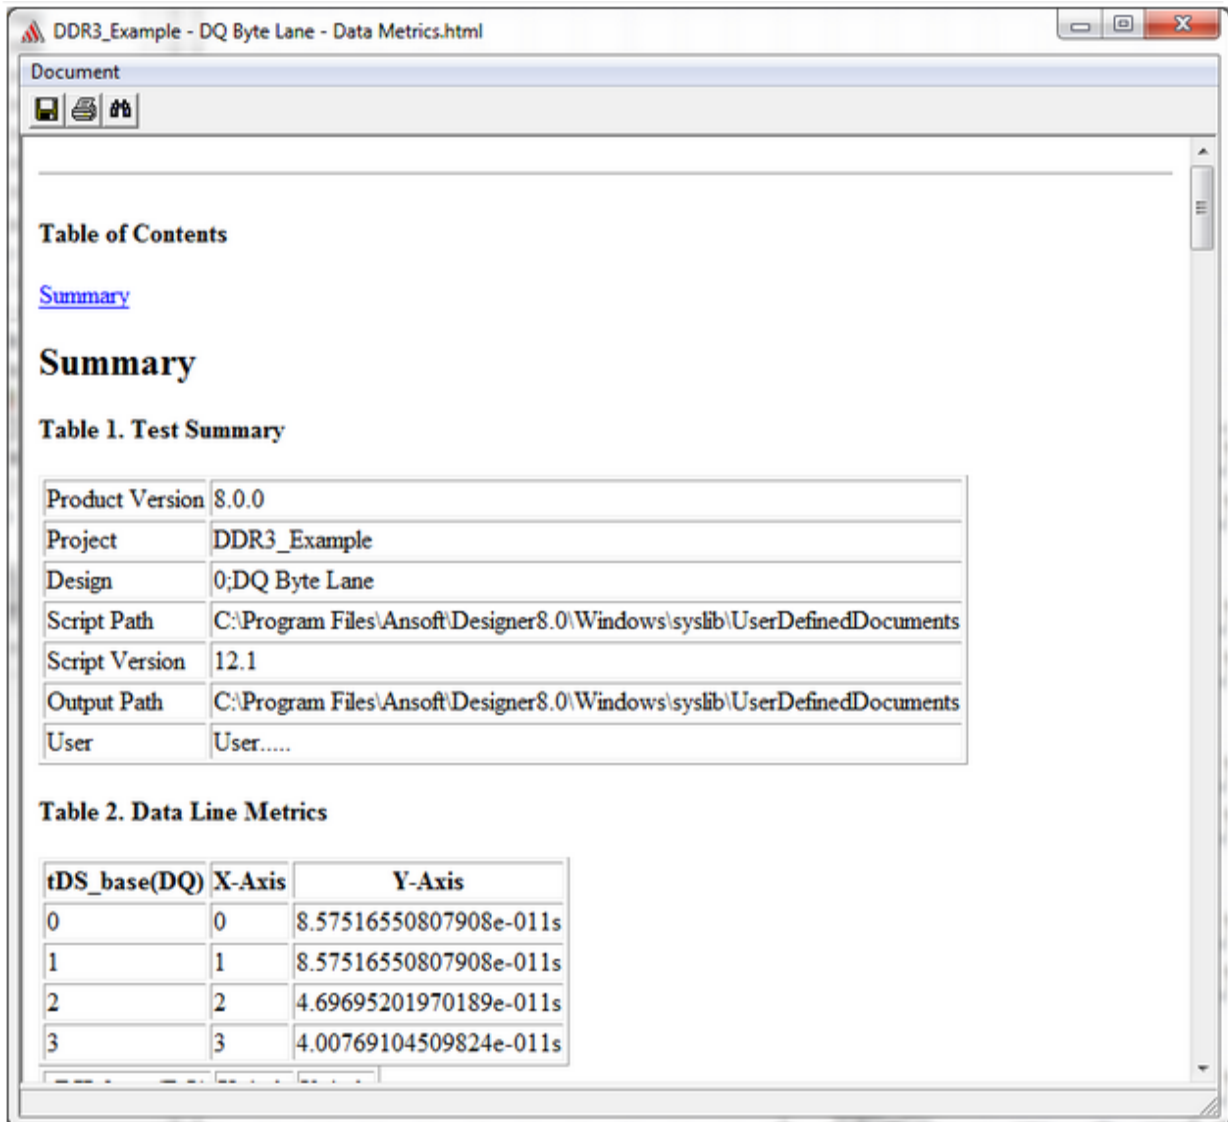 DDR3_Example - DQ Byte Lane - Data Metrics.html
Document
Table of Contents
Summary
Summary
Table 1. Test Summary
Product Version 8.0.0
Project DDR3_Example
Design 0;DQ Byte Lane
Script Path C:\Program Files\Ansoft\Designer8.0\Windows\syslib\UserDefinedDocuments
Script Version 12.1
Output Path C:\Program Files\Ansoft\Designer8.0\Windows\syslib\UserDefinedDocuments
User User.....
Table 2. Data Line Metrics
tDS_base(DQ) X-Axis Y-Axis
0 0 8.57516550807908e-011s
1 1 8.57516550807908e-011s
2 2 4.69695201970189e-011s
3 3 4.00769104509824e-011s